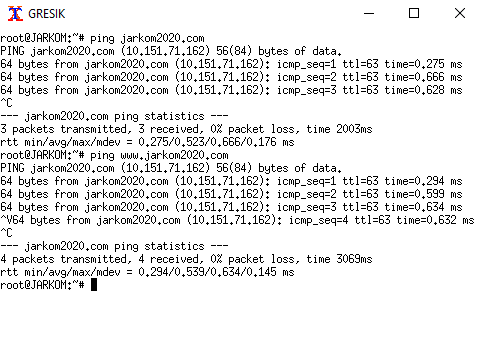 GRESIK
root@JARKOM:~# ping jarkom2020.com
PING jarkom2020.com (10.151.71.162) 56(84) bytes of data.
64 bytes from jarkom2020.com (10.151.71.162): icmp_seq=1 ttl=63 time=0.275 ms
64 bytes from jarkom2020.com (10.151.71.162): icmp_seq=2 ttl=63 time=0.666 ms
64 bytes from jarkom2020.com (10.151.71.162): icmp_seq=3 ttl=63 time=0.628 ms
^C
--- jarkom2020.com ping statistics ---
3 packets transmitted, 3 received, 0% packet loss, time 2003ms
rtt min/avg/max/mdev = 0.275/0.523/0.666/0.176 ms
root@JARKOM:~# ping www.jarkom2020.com
PING jarkom2020.com (10.151.71.162) 56(84) bytes of data.
64 bytes from jarkom2020.com (10.151.71.162): icmp_seq=1 ttl=63 time=0.294 ms
64 bytes from jarkom2020.com (10.151.71.162): icmp_seq=2 ttl=63 time=0.599 ms
64 bytes from jarkom2020.com (10.151.71.162): icmp_seq=3 ttl=63 time=0.634 ms
^V64 bytes from jarkom2020.com (10.151.71.162): icmp_seq=4 ttl=63 time=0.632 ms
^C
--- jarkom2020.com ping statistics ---
4 packets transmitted, 4 received, 0% packet loss, time 3069ms
rtt min/avg/max/mdev = 0.294/0.539/0.634/0.145 ms
root@JARKOM:~#